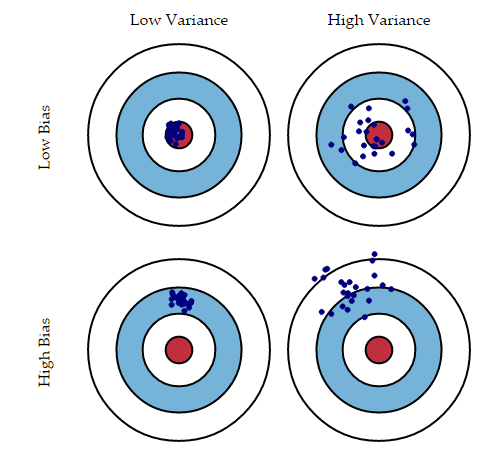 Low Variance
High Variance
Low Bias
High Bias